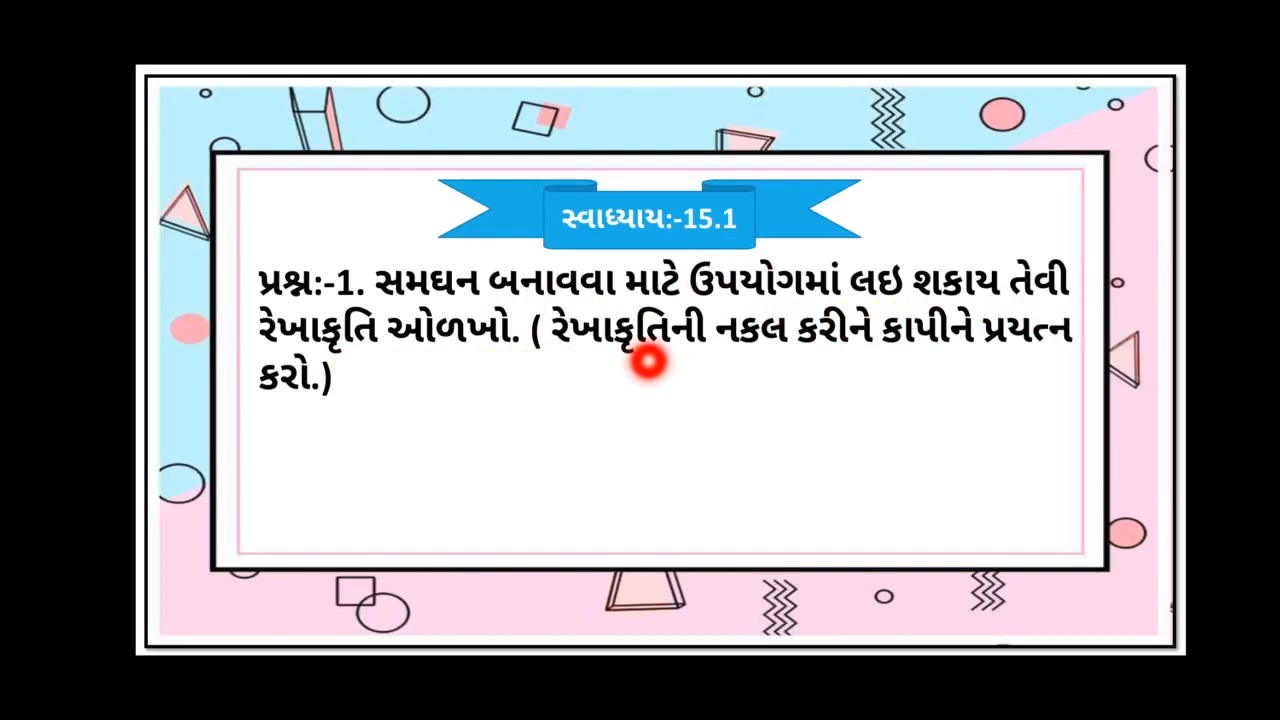 સ્વાધ્યાય:-15.1
પ્રશ્ન:-1. સમઘન બનાવવા માટે ઉપયોગમાં લઇ શકાય તેવી
રેખાકૃતિ ઓળખો. ( રેખાકૃતિની નકલ કરીને કાપીને પ્રયત્ન
કરો.)